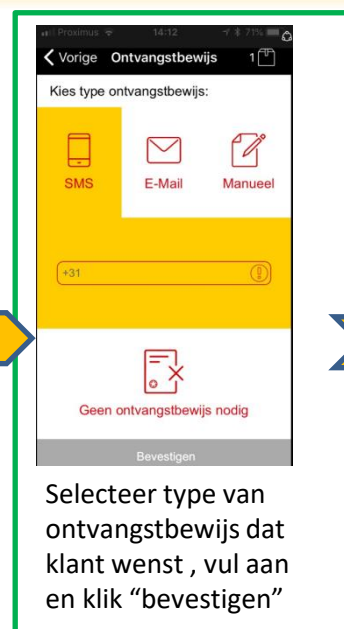 Proximus 14:12 71%
Vorige Ontvangstbewijs 1
Kies type ontvangstbewijs:
SMS E-Mail Manueel
+31
Geen ontvangstbewijs nodig
Bevestigen
Selecteer type van
ontvangstbewijs dat
klant wenst , vul aan
en klik “bevestigen”